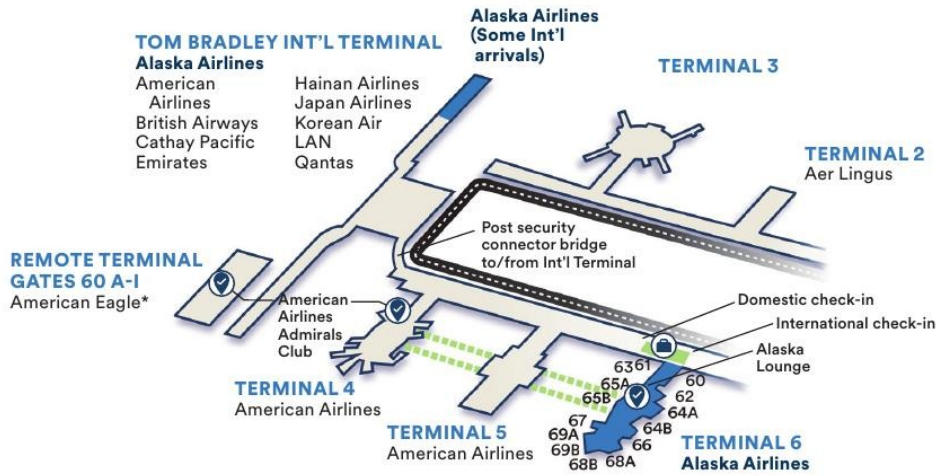 Alaska Airlines
(Some Int'l
arrivals)
TOM BRADLEY INT'L TERMINAL
Alaska Airlines
American
Airlines
British Airways
Cathay Pacific
Emirates
Hainan Airlines
Japan Airlines
Korean Air
LAN
Qantas
TERMINAL 3
TERMINAL 2
Aer Lingus
Post security
connector bridge
to/from Int'l Terminal
REMOTE TERMINAL
GATES 60 A-I
American Eagle*
American
Airlines
Admirals
Club
Domestic check-in
International check-in
Alaska
Lounge
63
61
65A
65B
60
62
64A
64B
66
67
69A
69B
68B
68A
TERMINAL 4
American Airlines
TERMINAL 5
American Airlines
TERMINAL 6
Alaska Airlines